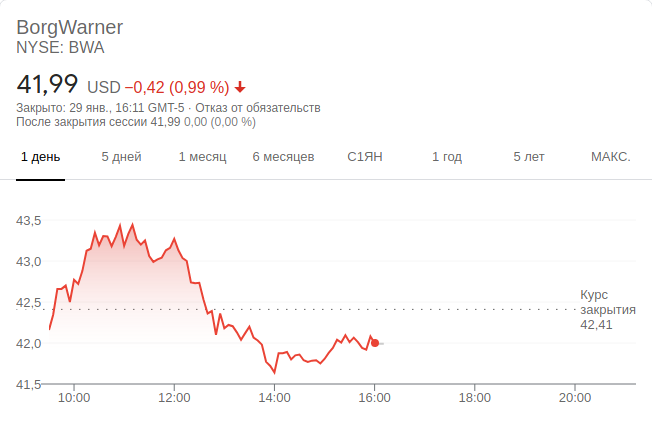 BorgWarner
NYSE: BWA
41,99 USD −0,42 (0,99 %)
Закрыто: 29 янв., 16:11 GMT-5 · Отказ от обязательств
После закрытия сессии 41,99 0,00 (0,00 %)
1 день 5 дней 1 месяц 6 месяцев С1ЯН 1 год 5 лет МАКС.
43,5
43,0
42,5
42,0
41,5
Курс
закрытия
42,41
10:00 12:00 14:00 16:00 18:00 20:00